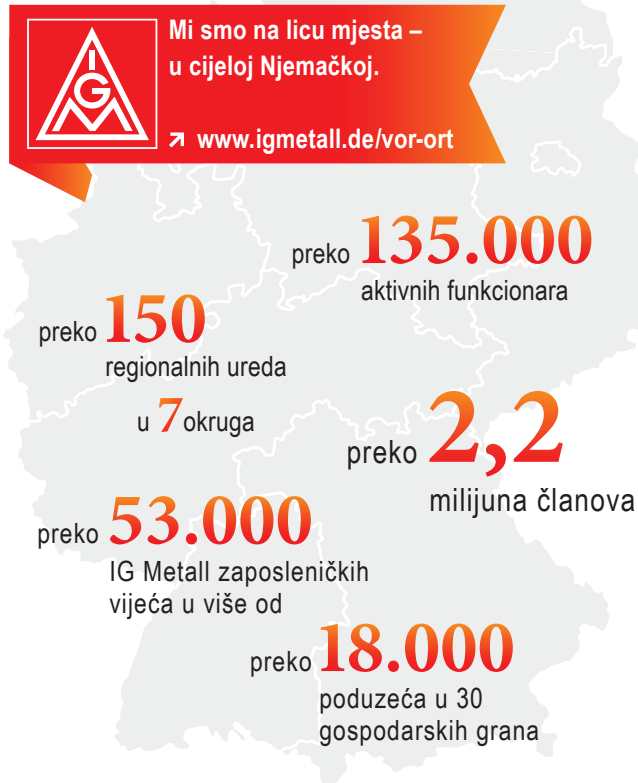 IGM
Mi smo na licu mjesta –
u cijeloj Njemačkoj.
↗ www.igmetall.de/vor-ort
preko 135.000
aktivnih funkcionara
preko 150
regionalnih ureda
u 7 okruga
preko 2,2
milijuna članova
preko 53.000
IG Metall zaposleničkih
vijeća u više od
preko 18.000
poduzeća u 30
gospodarskih grana